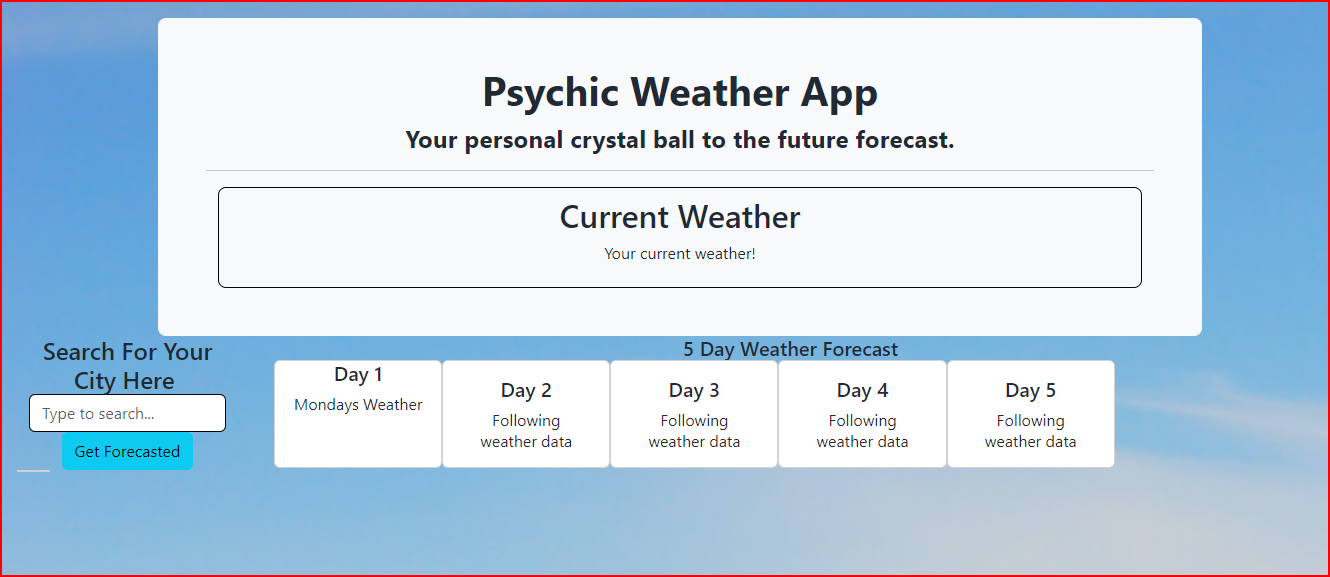 Psychic Weather App
Your personal crystal ball to the future forecast.
Current Weather
Your current weather!
Search For Your
City Here
Type to search...
Get Forecasted
5 Day Weather Forecast
Day 1
Mondays Weather
Day 2
Following
weather data
Day 3
Following
weather data
Day 4
Following
weather data
Day 5
Following
weather data